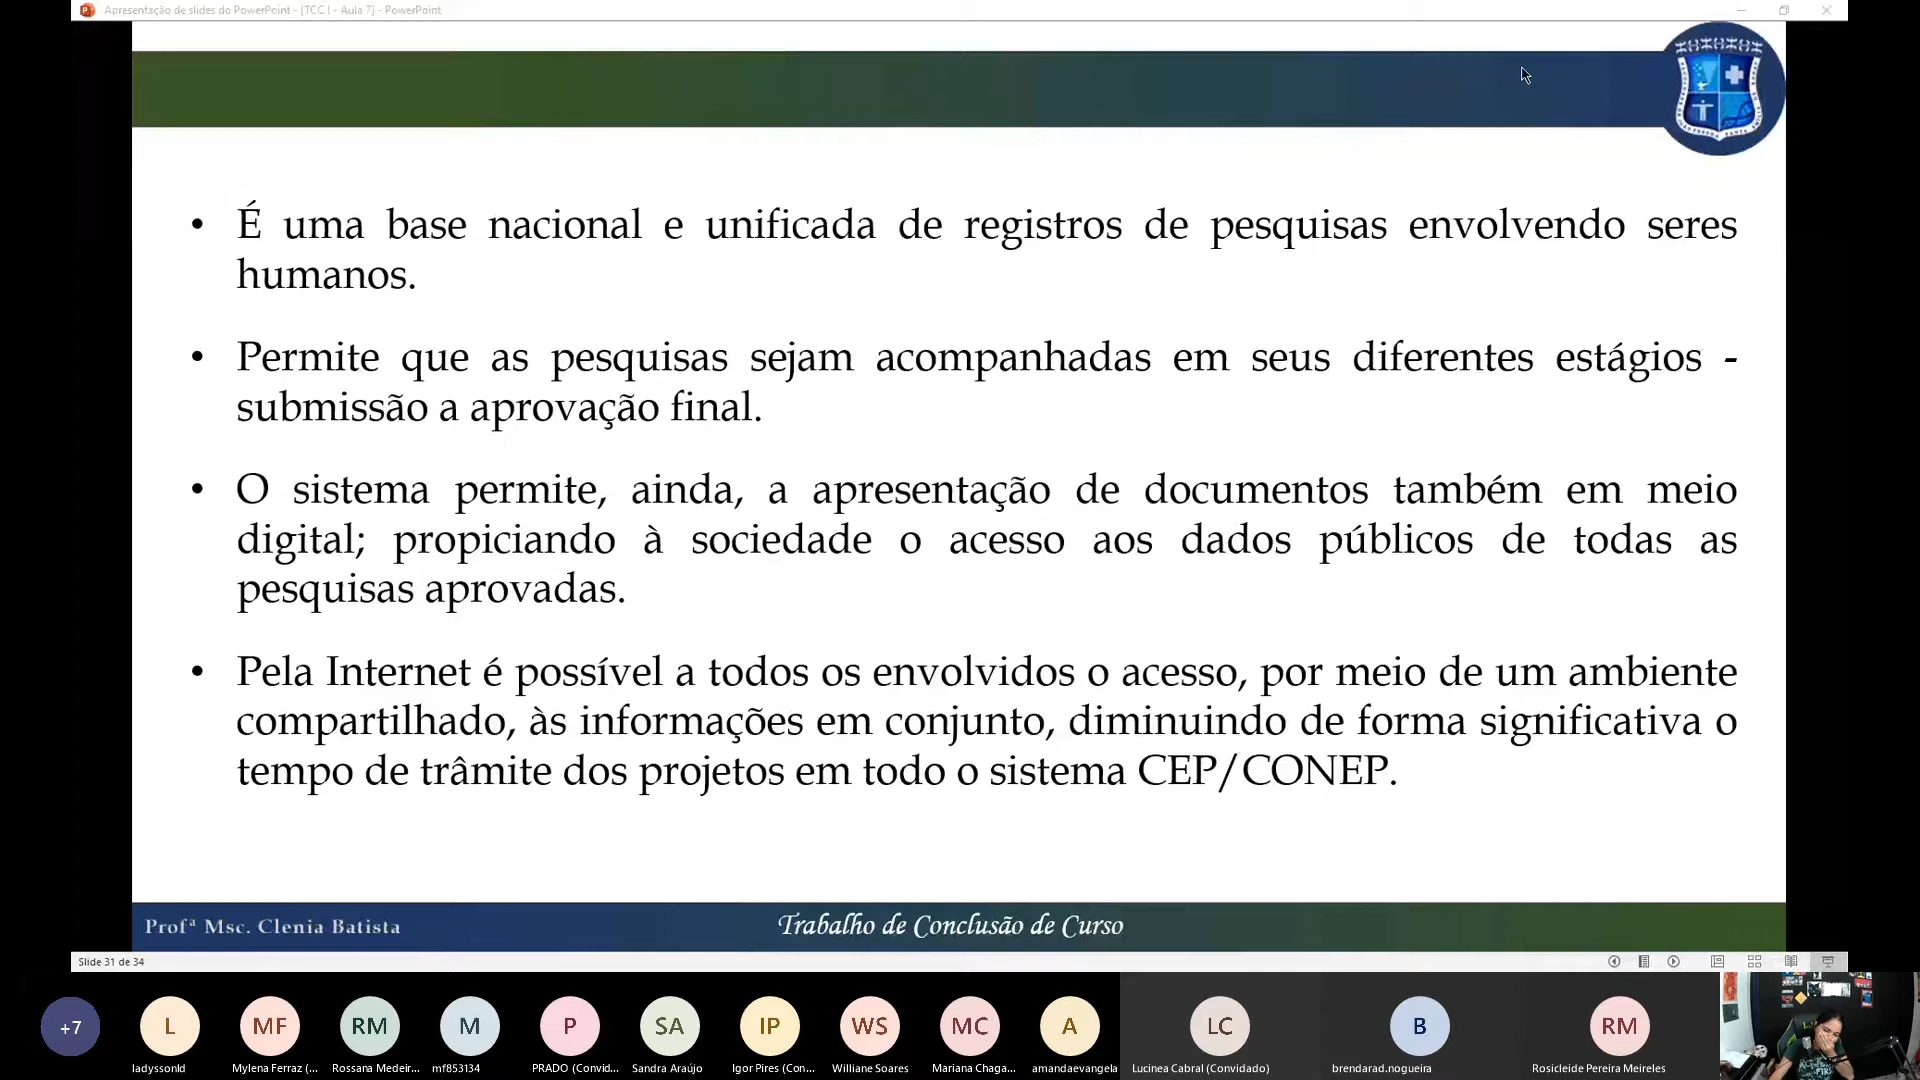 Apresentação de slides do PowerPoint - [TCC I - Aula 7] - PowerPoint
• É uma base nacional e unificada de registros de pesquisas envolvendo seres
humanos.
• Permite que as pesquisas sejam acompanhadas em seus diferentes estágios -
submissão a aprovação final.
• O sistema permite, ainda, a apresentação de documentos também em meio
digital; propiciando à sociedade o acesso aos dados públicos de todas as
pesquisas aprovadas.
• Pela Internet é possível a todos os envolvidos o acesso, por meio de um ambiente
compartilhado, às informações em conjunto, diminuindo de forma significativa o
tempo de trâmite dos projetos em todo o sistema CEP/CONEP.
Profª Msc. Clenia Batista
Trabalho de Conclusão de Curso
Slide 31 de 34
+7 L MF RM M P SA IP WS MC A LC B RM
ladyssonld Mylena Ferraz (... Rossana Medeir... mf853134 PRADO (Convid... Sandra Araújo Igor Pires (Con... Williane Soares Mariana Chaga... amandaevangela Lucinea Cabral (Convidado) brendarad.nogueira Rosicleide Pereira Meireles